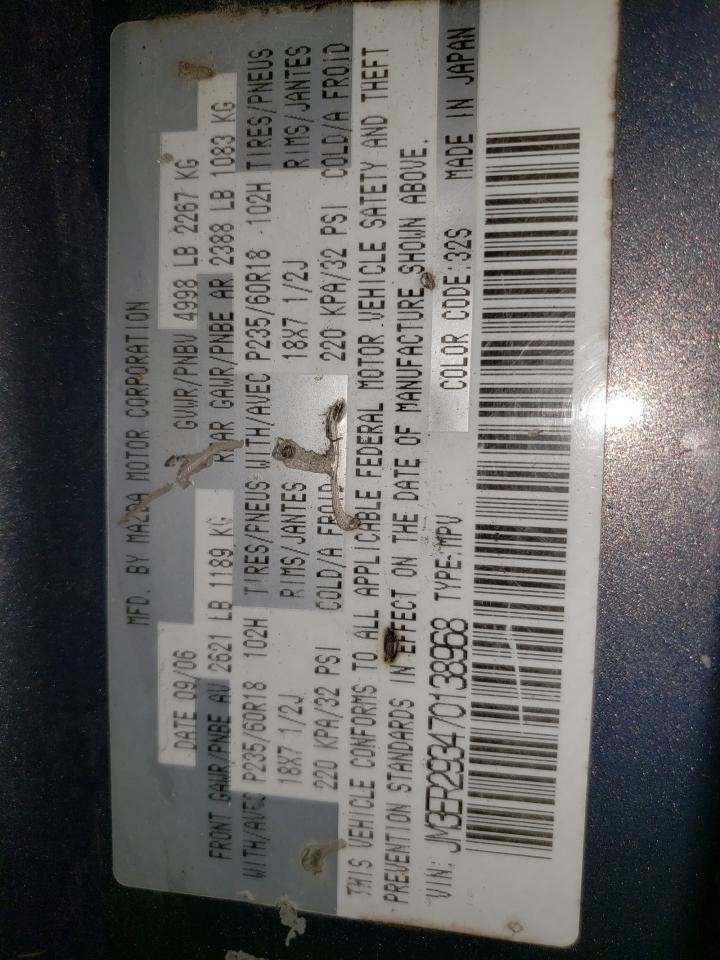 MFD. BY MAZDA MOTOR CORPORATION
DATE 09/06 GVWR/PNBV 4998 LB 2267 KG
FRONT GAWR/PNBE AV 2621 LB 1189 KG REAR GAWR/PNBE AR 2388 LB 1083 KG
WITH/AVEC P235/60R18 102H TIRES/PNEUS WITH/AVEC P235/60R18 102H TIRES/PNEUS
18X7 1/2J RIMS/JANTES 18X7 1/2J RIMS/JANTES
220 KPA/32 PSI COLD/A FROID 220 KPA/32 PSI COLD/A FROID
THIS VEHICLE CONFORMS TO ALL APPLICABLE FEDERAL MOTOR VEHICLE SATETY AND THEFT
PREVENTION STANDARDS IN EFFECT ON THE DATE OF MANUFACTURE SHOWN ABOVE.
VIN: JM3ER293470138968 TYPE:MPV COLOR CODE:32S MADE IN JAPAN